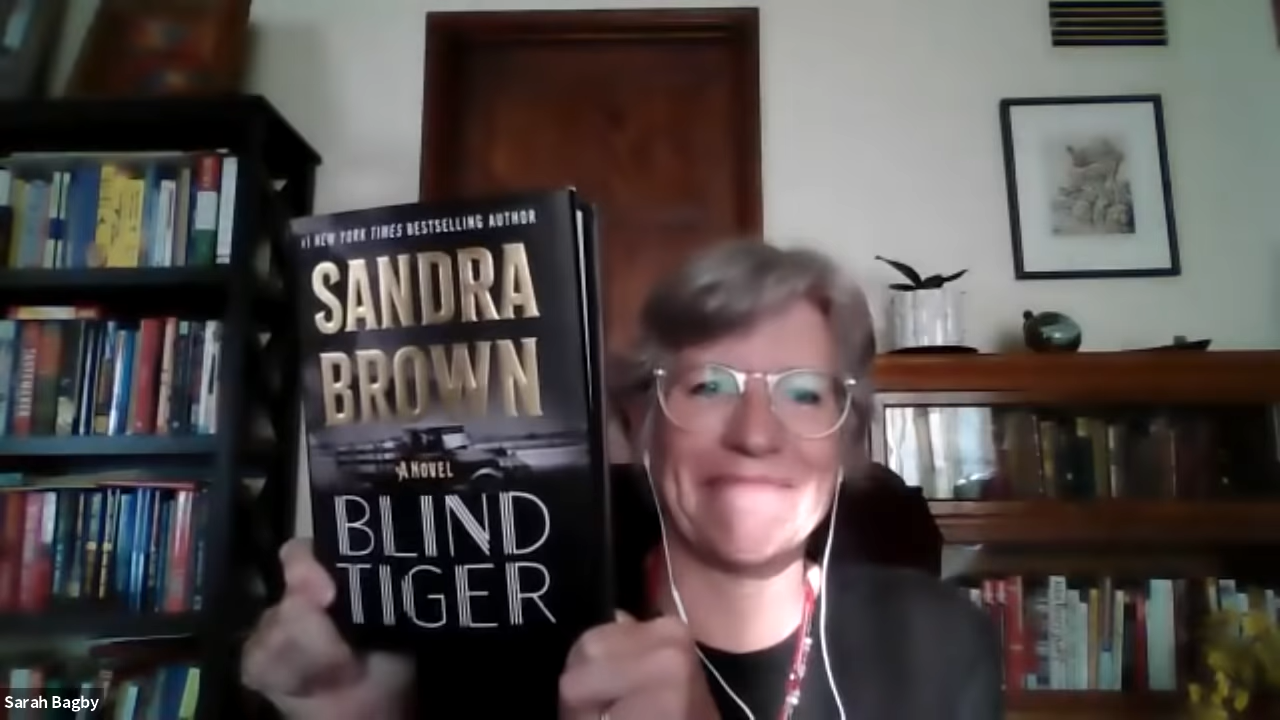 #1 NEW YORK TIMES BESTSELLING AUTHOR
SANDRA
BROWN
A NOVEL
BLIND
TIGER
Sarah Bagby